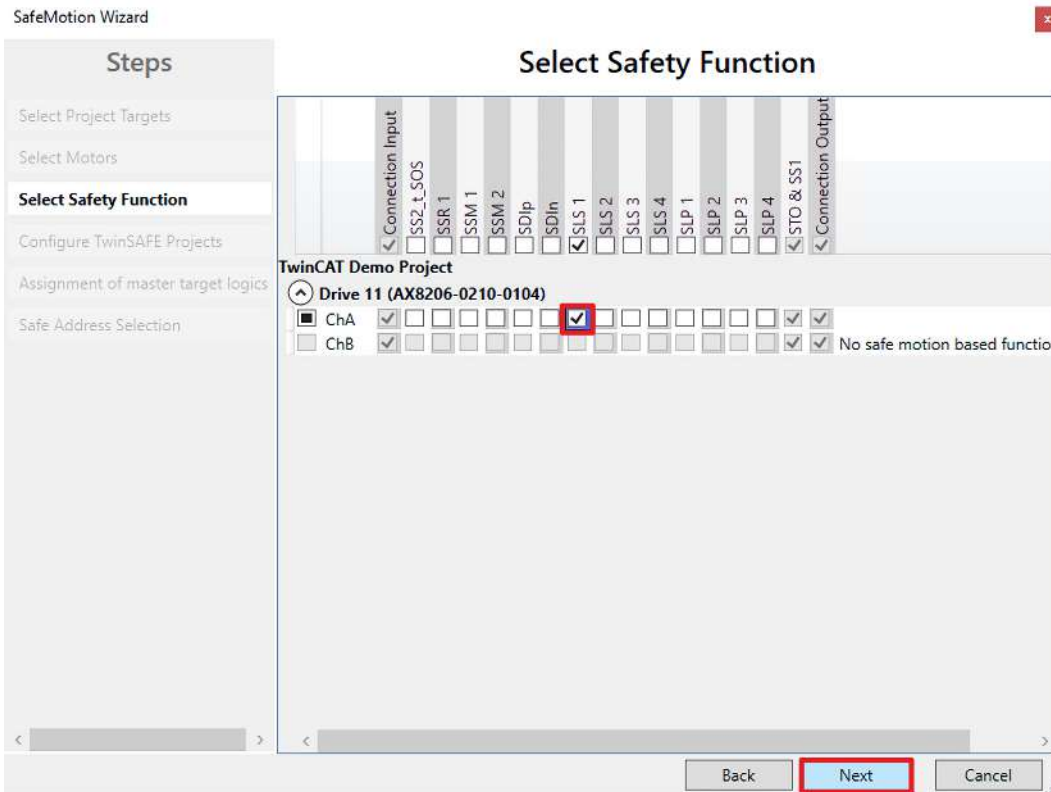 SafeMotion Wizard
x
Steps
Select Safety Function
Select Project Targets
Select Motors
Select Safety Function
Configure TwinSAFE Projects
Assignment of master target logics
Safe Address Selection
Connection Input
SS2_t_SOS
SSR 1
SSM 1
SSM 2
SDIp
SDIn
SLS 1
SLS 2
SLS 3
SLS 4
SLP 1
SLP 2
SLP 3
SLP 4
STO & SS1
Connection Output
TwinCAT Demo Project
Drive 11 (AX8206-0210-0104)
ChA
ChB
No safe motion based functio
Back
Next
Cancel